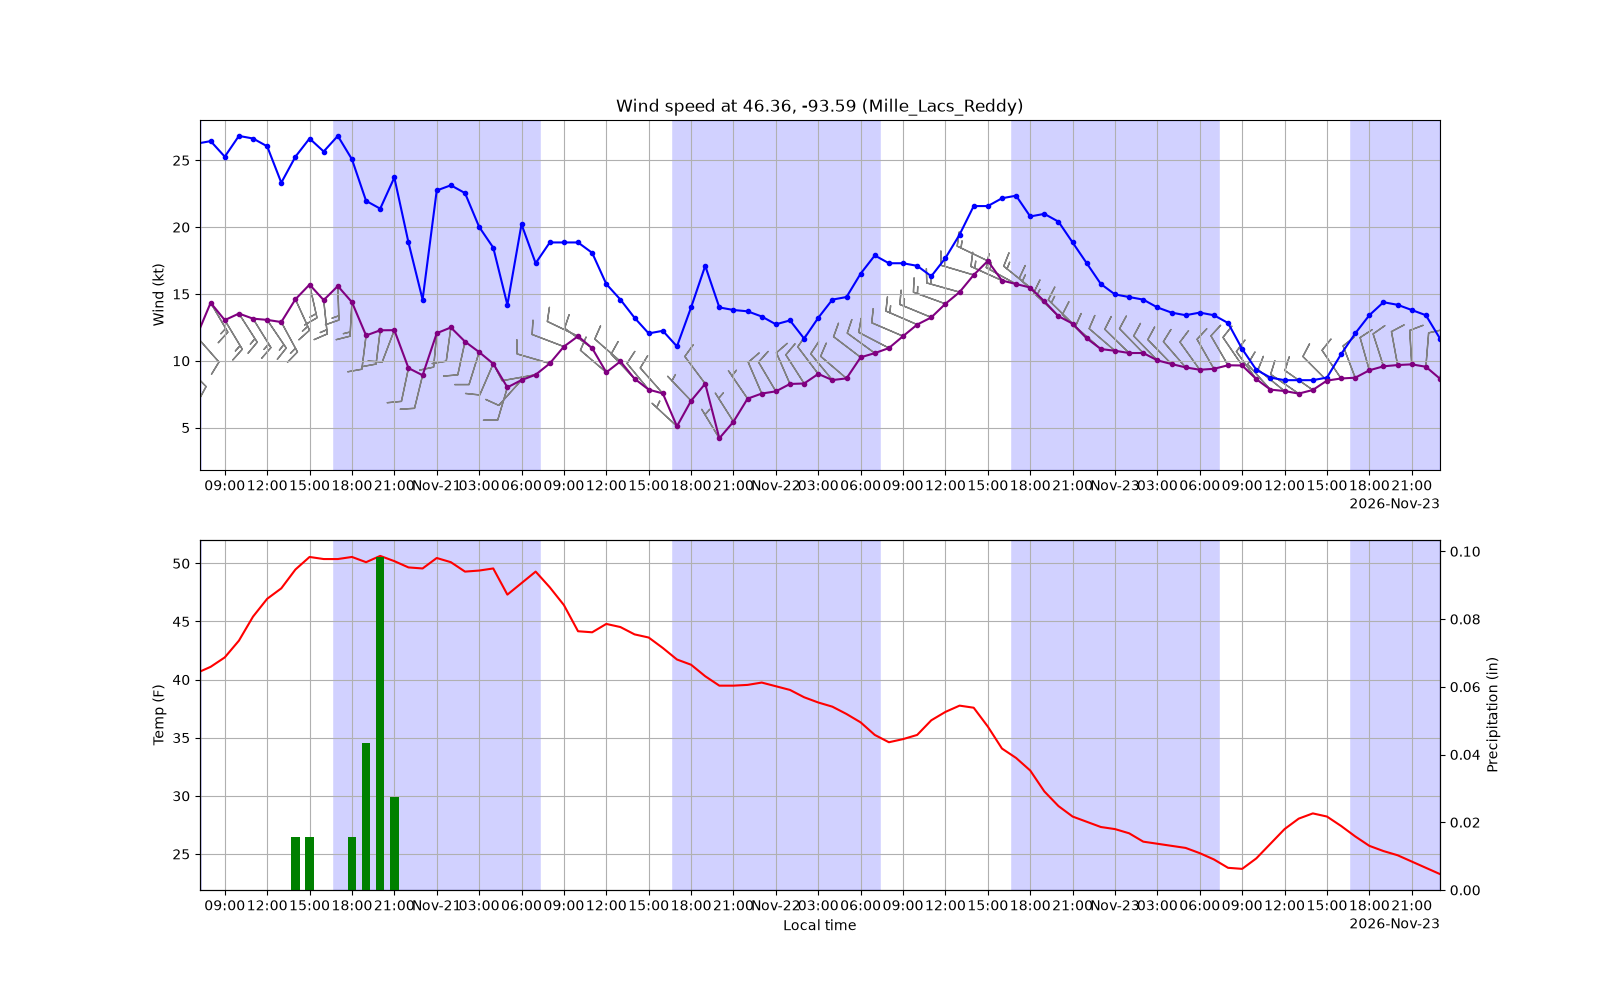 Wind speed at 46.36, -93.59 (Mille_Lacs_Reddy)
Wind (kt)
25
20
15
10
5
09:00 12:00 15:00 18:00 21:00 Nov-21 03:00 06:00 09:00 12:00 15:00 18:00 21:00 Nov-22 03:00 06:00 09:00 12:00 15:00 18:00 21:00 Nov-23 03:00 06:00 09:00 12:00 15:00 18:00 21:00
2026-Nov-23
Temp (F)
50
45
40
35
30
25
0.10
0.08
0.06
0.04
0.02
0.00
Precipitation (in)
09:00 12:00 15:00 18:00 21:00 Nov-21 03:00 06:00 09:00 12:00 15:00 18:00 21:00 Nov-22 03:00 06:00 09:00 12:00 15:00 18:00 21:00 Nov-23 03:00 06:00 09:00 12:00 15:00 18:00 21:00
Local time
2026-Nov-23